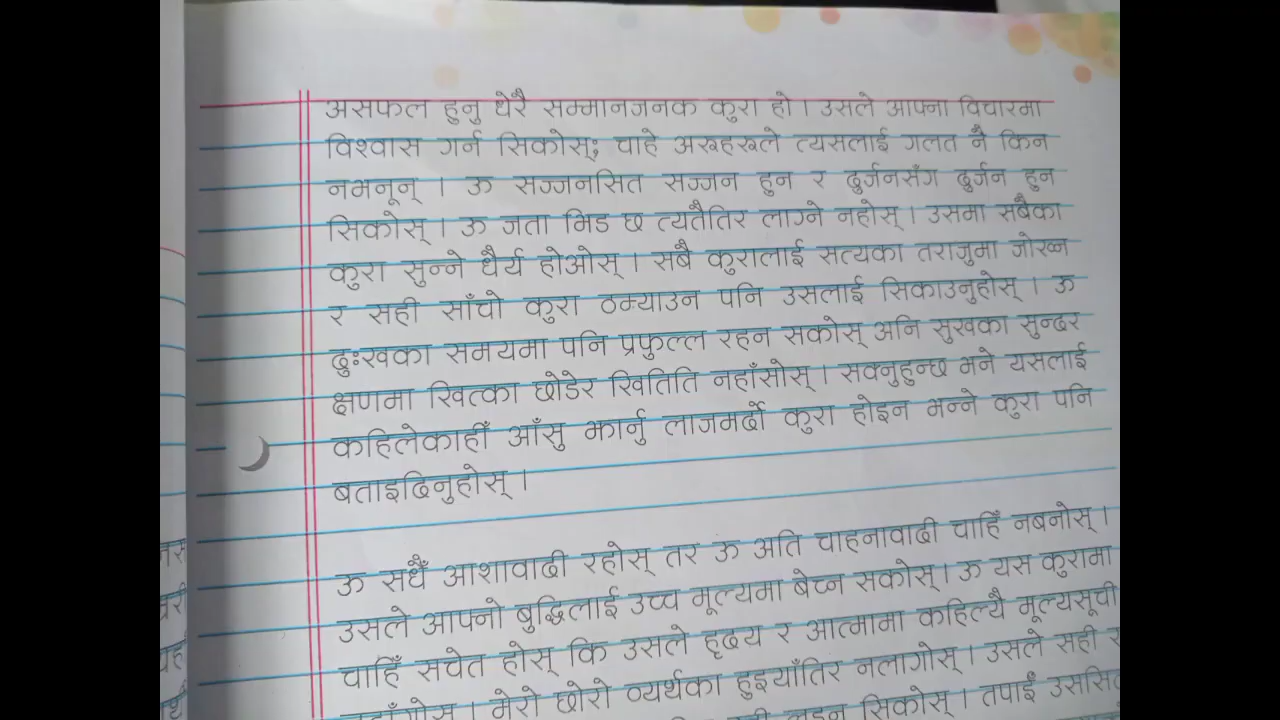 असफल हुनु धेरै सम्मानजनक कुरा हो । उसले आफ्ना विचारमा
विश्वास गर्न सिकोस्; चाहे अरूहरूले त्यसलाई गलत नै किन
नभनून् । ऊ सज्जनसित सज्जन हुन र दुर्जनसँग दुर्जन हुन
सिकोस् । ऊ जता भिड छ त्यतैतिर लाग्ने नहोस् । उसमा सबैका
कुरा सुन्ने धैर्य होओस् । सबै कुरालाई सत्यका तराजुमा जोख्न
र सही साँचो कुरा ठम्याउन पनि उसलाई सिकाउनुहोस् । ऊ
दुःखका समयमा पनि प्रफुल्ल रहन सकोस् अनि सुखका सुन्दर
क्षणमा खित्का छोडेर खितिति नहाँसोस् । सक्नुहुन्छ भने यसलाई
कहिलेकाहीँ आँसु झार्नु लाजमर्दो कुरा होइन भन्ने कुरा पनि
बताइदिनुहोस् ।
ऊ सधैँ आशावादी रहोस् तर ऊ अति चाहनावादी चाहिँ नबनोस् ।
उसले आफ्नो बुद्धिलाई उच्च मूल्यमा बेच्न सकोस् । ऊ यस कुरामा
चाहिँ सचेत होस् कि उसले हृदय र आत्मामा कहिल्यै मूल्यसूची
मेरो छोरो व्यर्थका हुइयाँतिर नलागोस् । उसले सही र
लड्न सिकोस् । तपाईं उससित